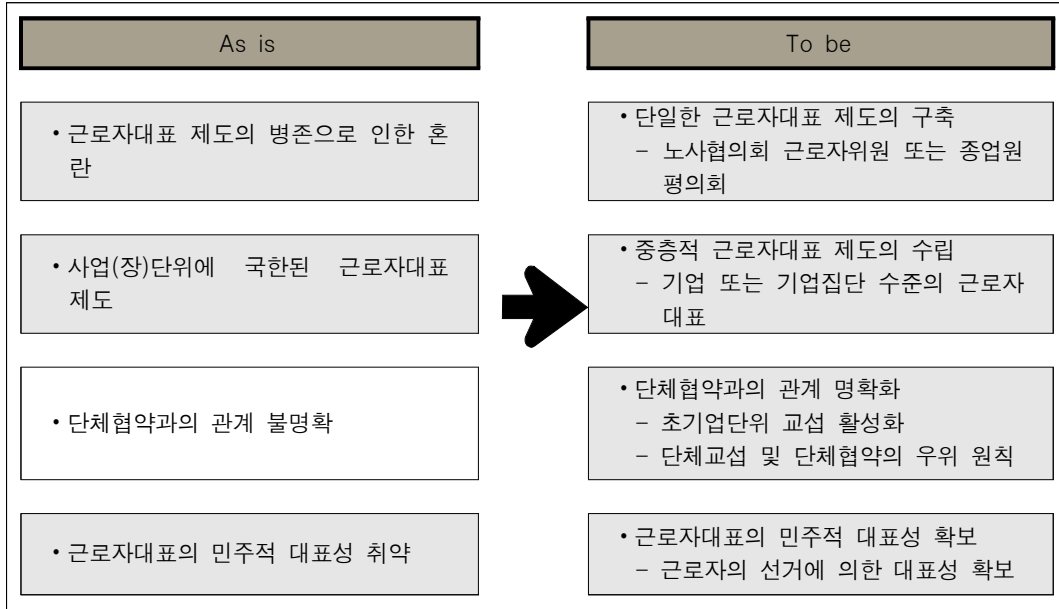 As is
To be
• 근로자대표 제도의 병존으로 인한 혼
란
• 단일한 근로자대표 제도의 구축
－ 노사협의회 근로자위원 또는 종업원
평의회
• 사업(장)단위에 국한된 근로자대표
제도
• 중층적 근로자대표 제도의 수립
－ 기업 또는 기업집단 수준의 근로자
대표
• 단체협약과의 관계 불명확
• 단체협약과의 관계 명확화
－ 초기업단위 교섭 활성화
－ 단체교섭 및 단체협약의 우위 원칙
• 근로자대표의 민주적 대표성 취약
• 근로자대표의 민주적 대표성 확보
－ 근로자의 선거에 의한 대표성 확보